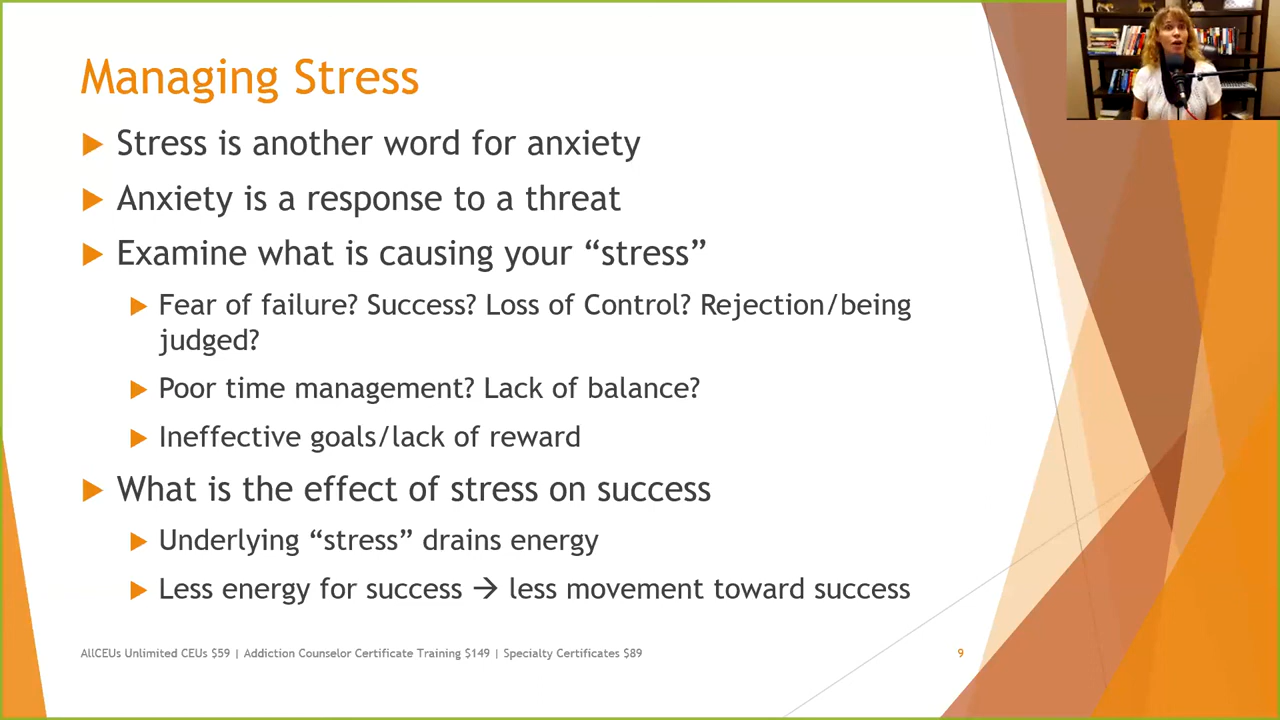 Managing Stress
Stress is another word for anxiety
Anxiety is a response to a threat
Examine what is causing your “stress”
Fear of failure? Success? Loss of Control? Rejection/being
judged?
Poor time management? Lack of balance?
Ineffective goals/lack of reward
What is the effect of stress on success
Underlying “stress” drains energy
Less energy for success → less movement toward success
AllCEUs Unlimited CEUs $59 | Addiction Counselor Certificate Training $149 | Specialty Certificates $89
9